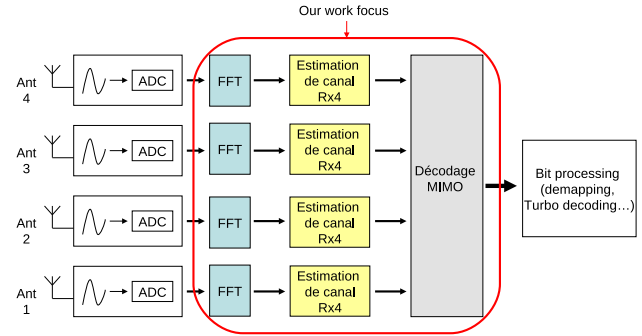 Our work focus
Ant
4
ADC
FFT
Estimation
de canal
Rx4
Ant
3
ADC
FFT
Estimation
de canal
Rx4
Décodage
MIMO
Bit processing
(demapping,
Turbo decoding…)
Ant
2
ADC
FFT
Estimation
de canal
Rx4
Ant
1
ADC
FFT
Estimation
de canal
Rx4